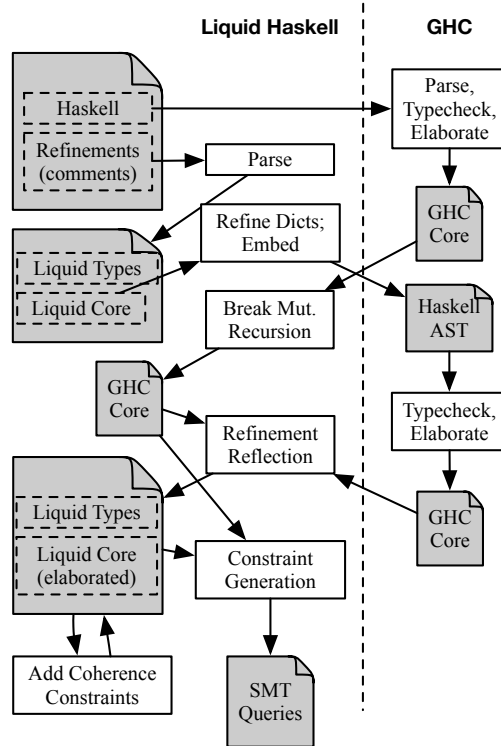 Liquid Haskell
GHC
Haskell
Parse,
Typecheck,
Elaborate
Refinements
(comments)
Parse
GHC
Core
Refine Dicts;
Embed
Liquid Types
Liquid Core
Haskell
AST
Break Mut.
Recursion
GHC
Core
Typecheck,
Elaborate
Refinement
Reflection
Liquid Types
GHC
Core
Liquid Core
(elaborated)
Constraint
Generation
Add Coherence
Constraints
SMT
Queries